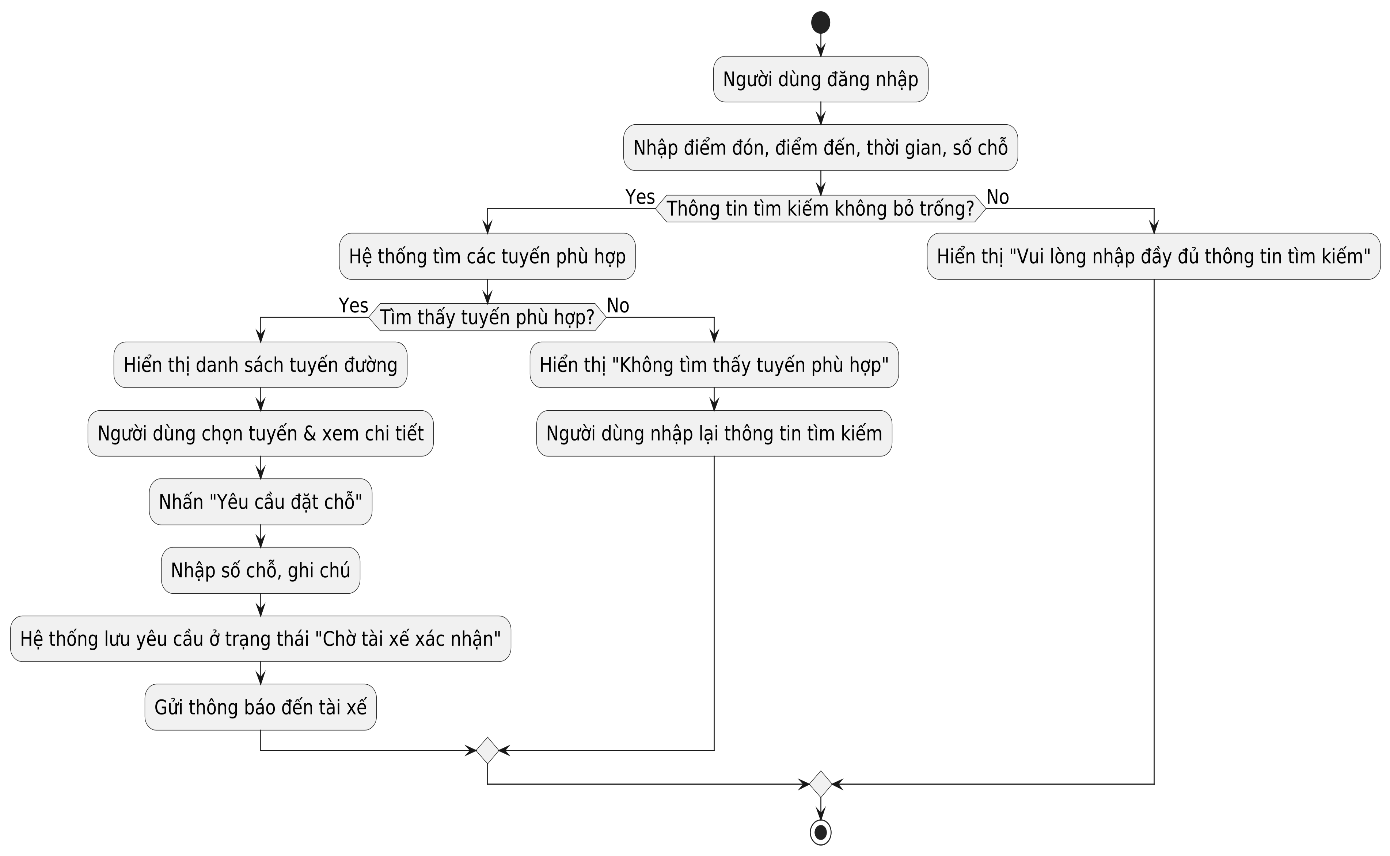 Người dùng đăng nhập
Nhập điểm đón, điểm đến, thời gian, số chỗ
Yes
Thông tin tìm kiếm không bỏ trống?
No
Hệ thống tìm các tuyến phù hợp
Hiển thị "Vui lòng nhập đầy đủ thông tin tìm kiếm"
Yes
Tìm thấy tuyến phù hợp?
No
Hiển thị danh sách tuyến đường
Hiển thị "Không tìm thấy tuyến phù hợp"
Người dùng chọn tuyến & xem chi tiết
Người dùng nhập lại thông tin tìm kiếm
Nhấn "Yêu cầu đặt chỗ"
Nhập số chỗ, ghi chú
Hệ thống lưu yêu cầu ở trạng thái "Chờ tài xế xác nhận"
Gửi thông báo đến tài xế